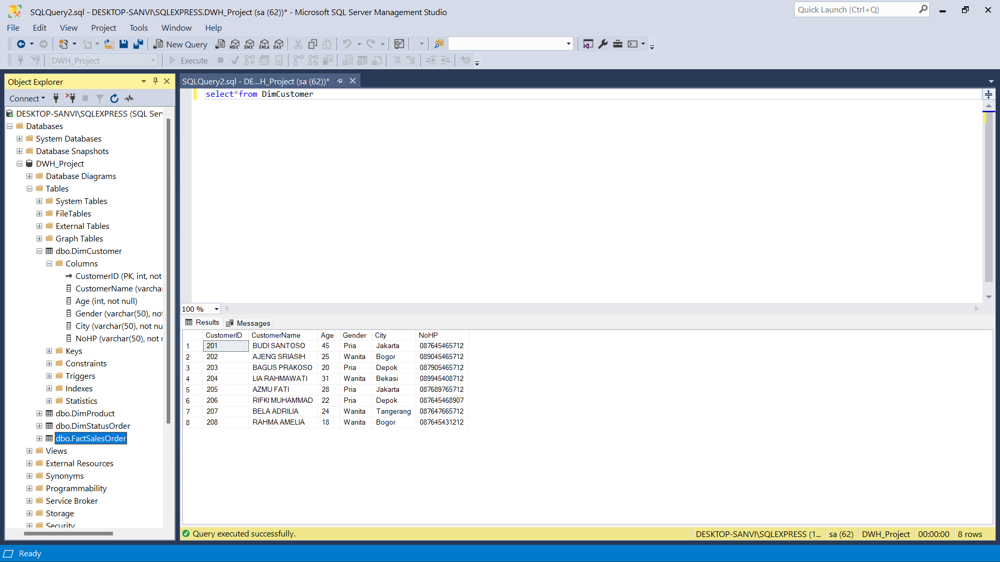 SQLQuery2.sql - DESKTOP-SANVI\SQLEXPRESS.DWH_Project (sa (62))* - Microsoft SQL Server Management Studio
Quick Launch (Ctrl+Q)
File Edit View Project Tools Window Help
New Query MDX DMX XMLA DAX
DWH_Project Execute
Object Explorer
Connect
DESKTOP-SANVI\SQLEXPRESS (SQL Ser
Databases
System Databases
Database Snapshots
DWH_Project
Database Diagrams
Tables
System Tables
FileTables
External Tables
Graph Tables
dbo.DimCustomer
Columns
CustomerID (PK, int, not
CustomerName (varcha
Age (int, not null)
Gender (varchar(50), not
City (varchar(50), not nu
NoHP (varchar(50), not
Keys
Constraints
Triggers
Indexes
Statistics
dbo.DimProduct
dbo.DimStatusOrder
dbo.FactSalesOrder
Views
External Resources
Synonyms
Programmability
Service Broker
Storage
Security
SQLQuery2.sql - DE...H_Project (sa (62))*
select*from DimCustomer
100 %
Results Messages
CustomerID CustomerName Age Gender City NoHP
1 201 BUDI SANTOSO 45 Pria Jakarta 087645465712
2 202 AJENG SRIASIH 25 Wanita Bogor 089045465712
3 203 BAGUS PRAKOSO 20 Pria Depok 087905465712
4 204 LIA RAHMAWATI 31 Wanita Bekasi 089945408712
5 205 AZMU FATI 28 Pria Jakarta 087689765712
6 206 RIFKI MUHAMMAD 22 Pria Depok 087645468907
7 207 BELA ADRILIA 24 Wanita Tangerang 087647665712
8 208 RAHMA AMELIA 18 Wanita Bogor 087645431212
Query executed successfully.
DESKTOP-SANVI\SQLEXPRESS (1... sa (62) DWH_Project 00:00:00 8 rows
Ready